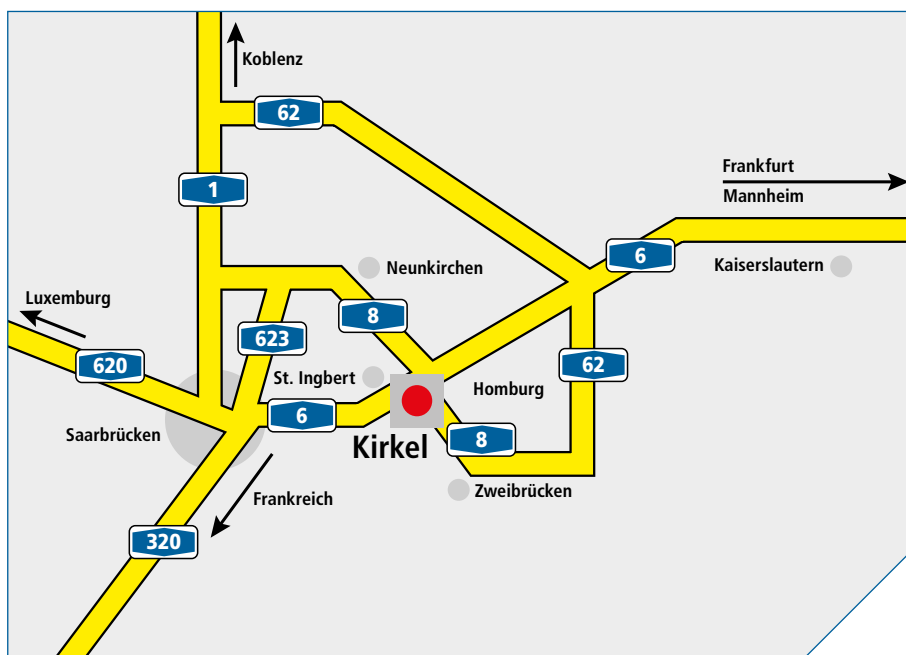 Koblenz
62
Frankfurt
Mannheim
1
6
Kaiserslautern
Neunkirchen
Luxemburg
8
623
620
St. Ingbert
62
Homburg
6
Saarbrücken
Kirkel
8
Zweibrücken
Frankreich
320